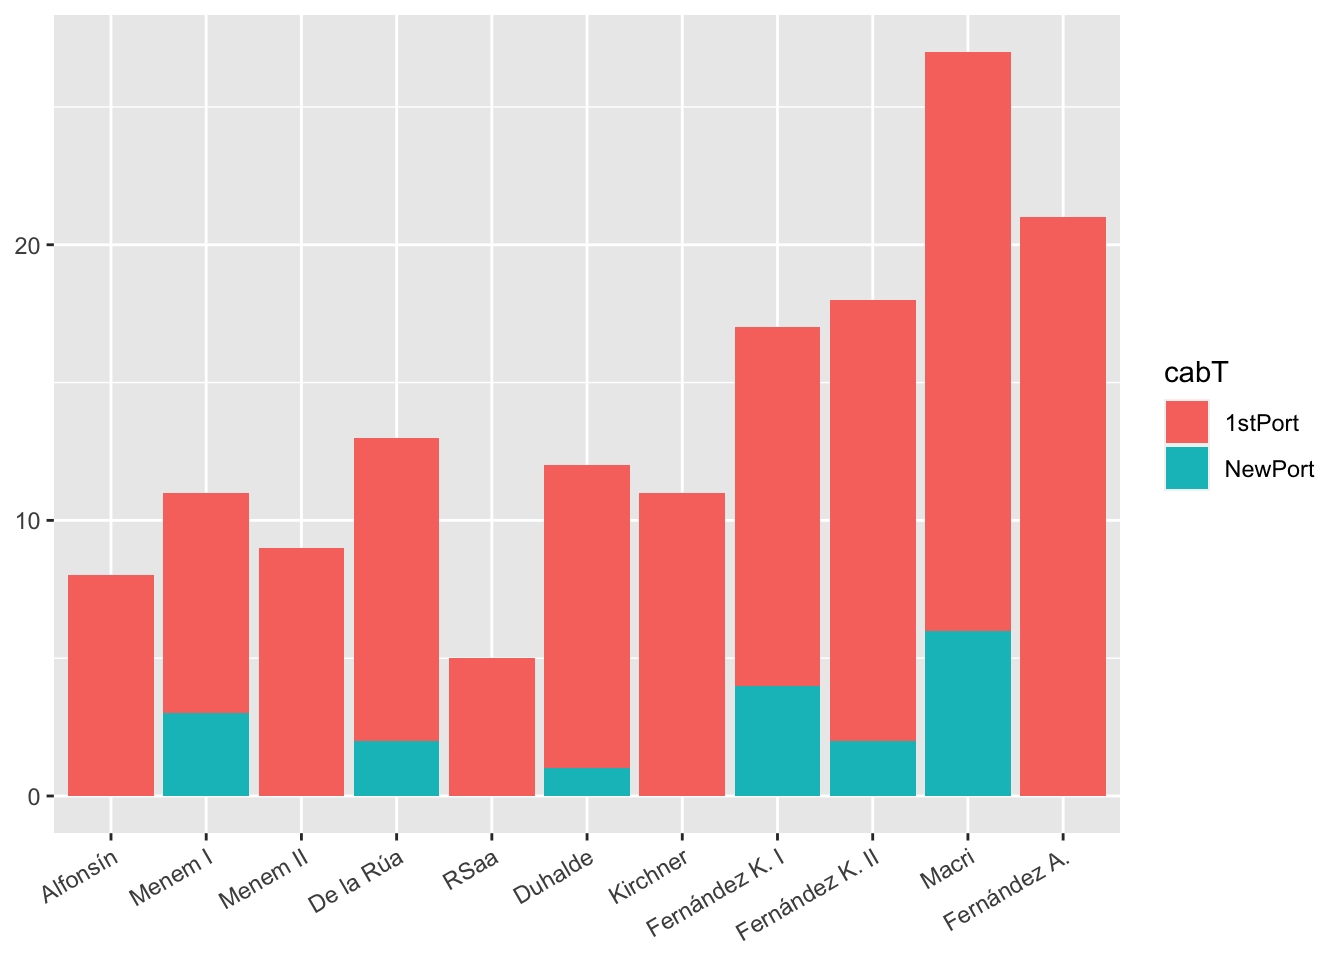 20
10
0
Alfonsín
Menem I
Menem II
De la Rúa
RSaa
Duhalde
Kirchner
Fernández K. I
Fernández K. II
Macri
Fernández A.
cabT
1stPort
NewPort